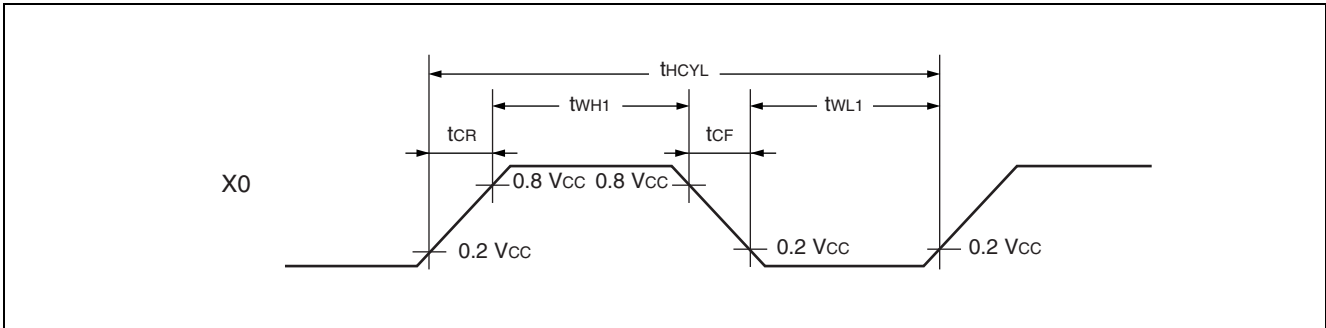 tHCYL
tWH1
tWL1
tCR
tCF
X0
0.8 VCC
0.8 VCC
0.2 VCC
0.2 VCC
0.2 VCC